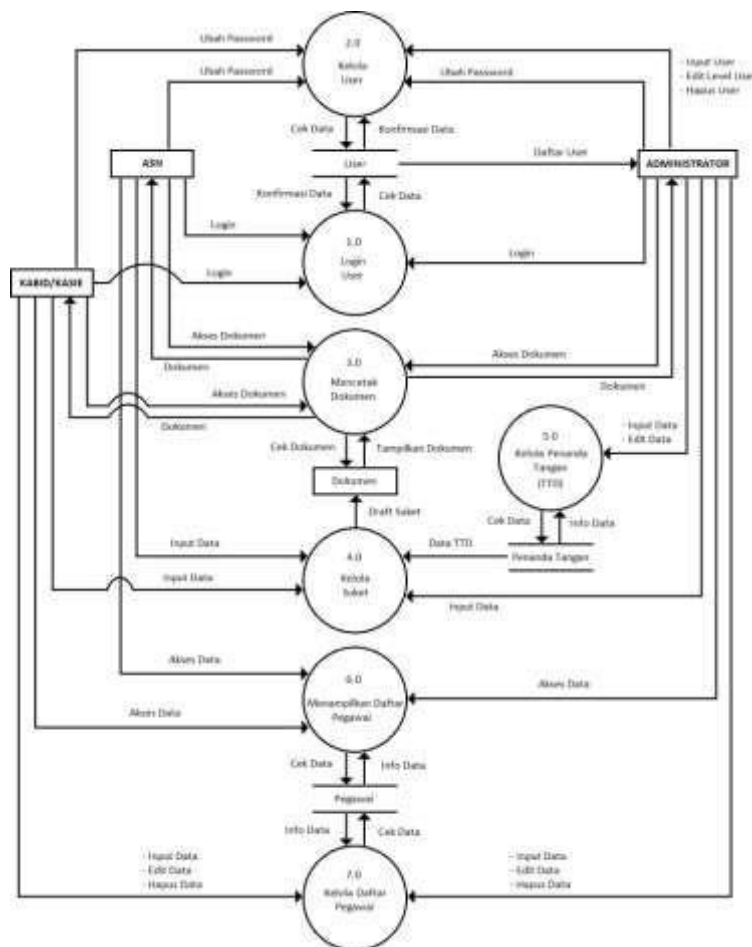 Ubah Password
2.0
Kelola
User
Ubah Password
Ubah Password
- Input User
- Edit Level User
- Hapus User
Cek Data
Konfirmasi Data
ASN
User
Daftar User
ADMINISTRATOR
Konfirmasi Data
Cek Data
Login
1.0
Login
User
Login
Login
KABID/KASIE
Akses Dokumen
3.0
Mencetak
Dokumen
Akses Dokumen
Dokumen
Dokumen
Akses Dokumen
Dokumen
- Input Data
- Edit Data
5.0
Kelola Penanda
Tangan
(TTD)
Cek Dokumen
Tampilkan Dokumen
Dokumen
Draft Suket
Cek Data
Info Data
Input Data
Data TTD
Penanda Tangan
4.0
Kelola
Suket
Input Data
Input Data
Akses Data
6.0
Menampilkan Daftar
Pegawai
Akses Data
Akses Data
Cek Data
Info Data
Pegawai
Info Data
Cek Data
- Input Data
- Edit Data
- Hapus Data
7.0
Kelola Daftar
Pegawai
- Input Data
- Edit Data
- Hapus Data